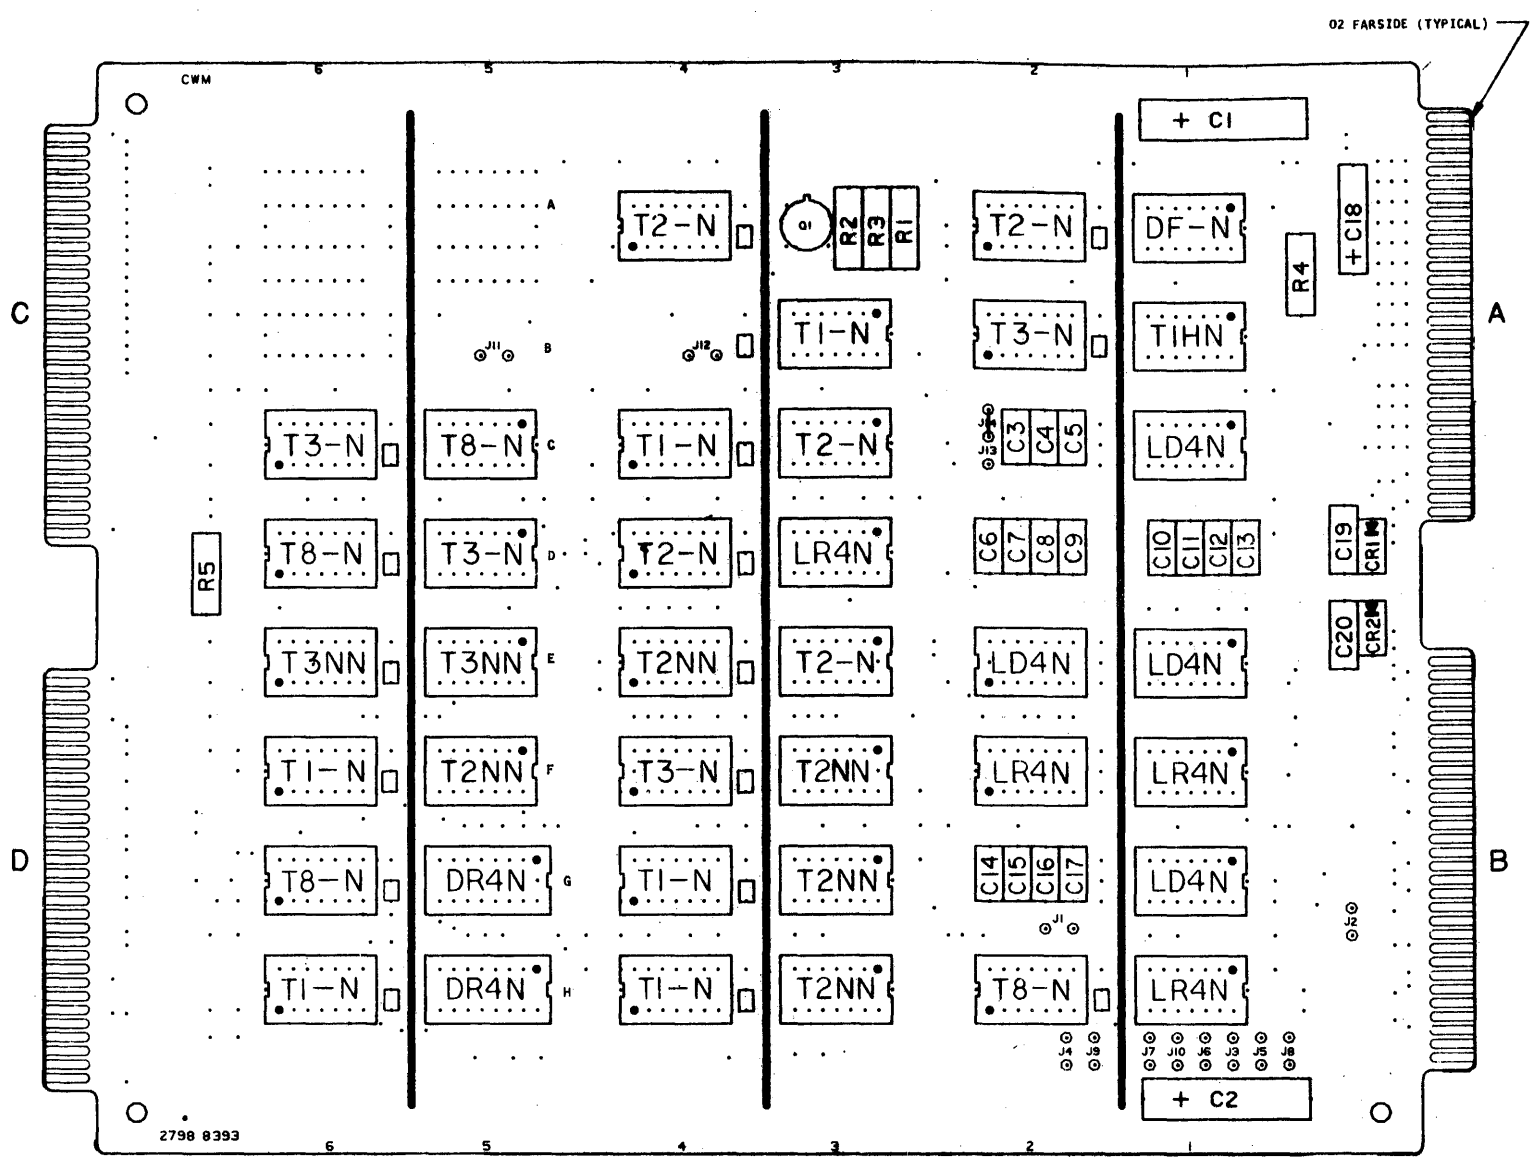 02 FARSIDE (TYPICAL)
CWM
6 5 4 3 2 1
+ C1
A
T2-N
Q1
R2
R3
R1
T2-N
DF-N
R4
+C18
C
A
J11
B
J12
T1-N
T3-N
T1HN
T3-N
T8-N
C
T1-N
T2-N
J14
J13
C3
C4
C5
LD4N
R5
T8-N
T3-N
D
T2-N
LR4N
C6
C7
C8
C9
C10
C11
C12
C13
C19
CR1
T3NN
T3NN
E
T2NN
T2-N
LD4N
LD4N
C20
CR2
T1-N
T2NN
F
T3-N
T2NN
LR4N
LR4N
D
T8-N
DR4N
G
T1-N
T2NN
C14
C15
C16
C17
LD4N
B
J1
J2
T1-N
DR4N
H
T1-N
T2NN
T8-N
LR4N
J4
J9
J7
J10
J6
J3
J5
J8
+ C2
2798 8393
6 5 4 3 2 1